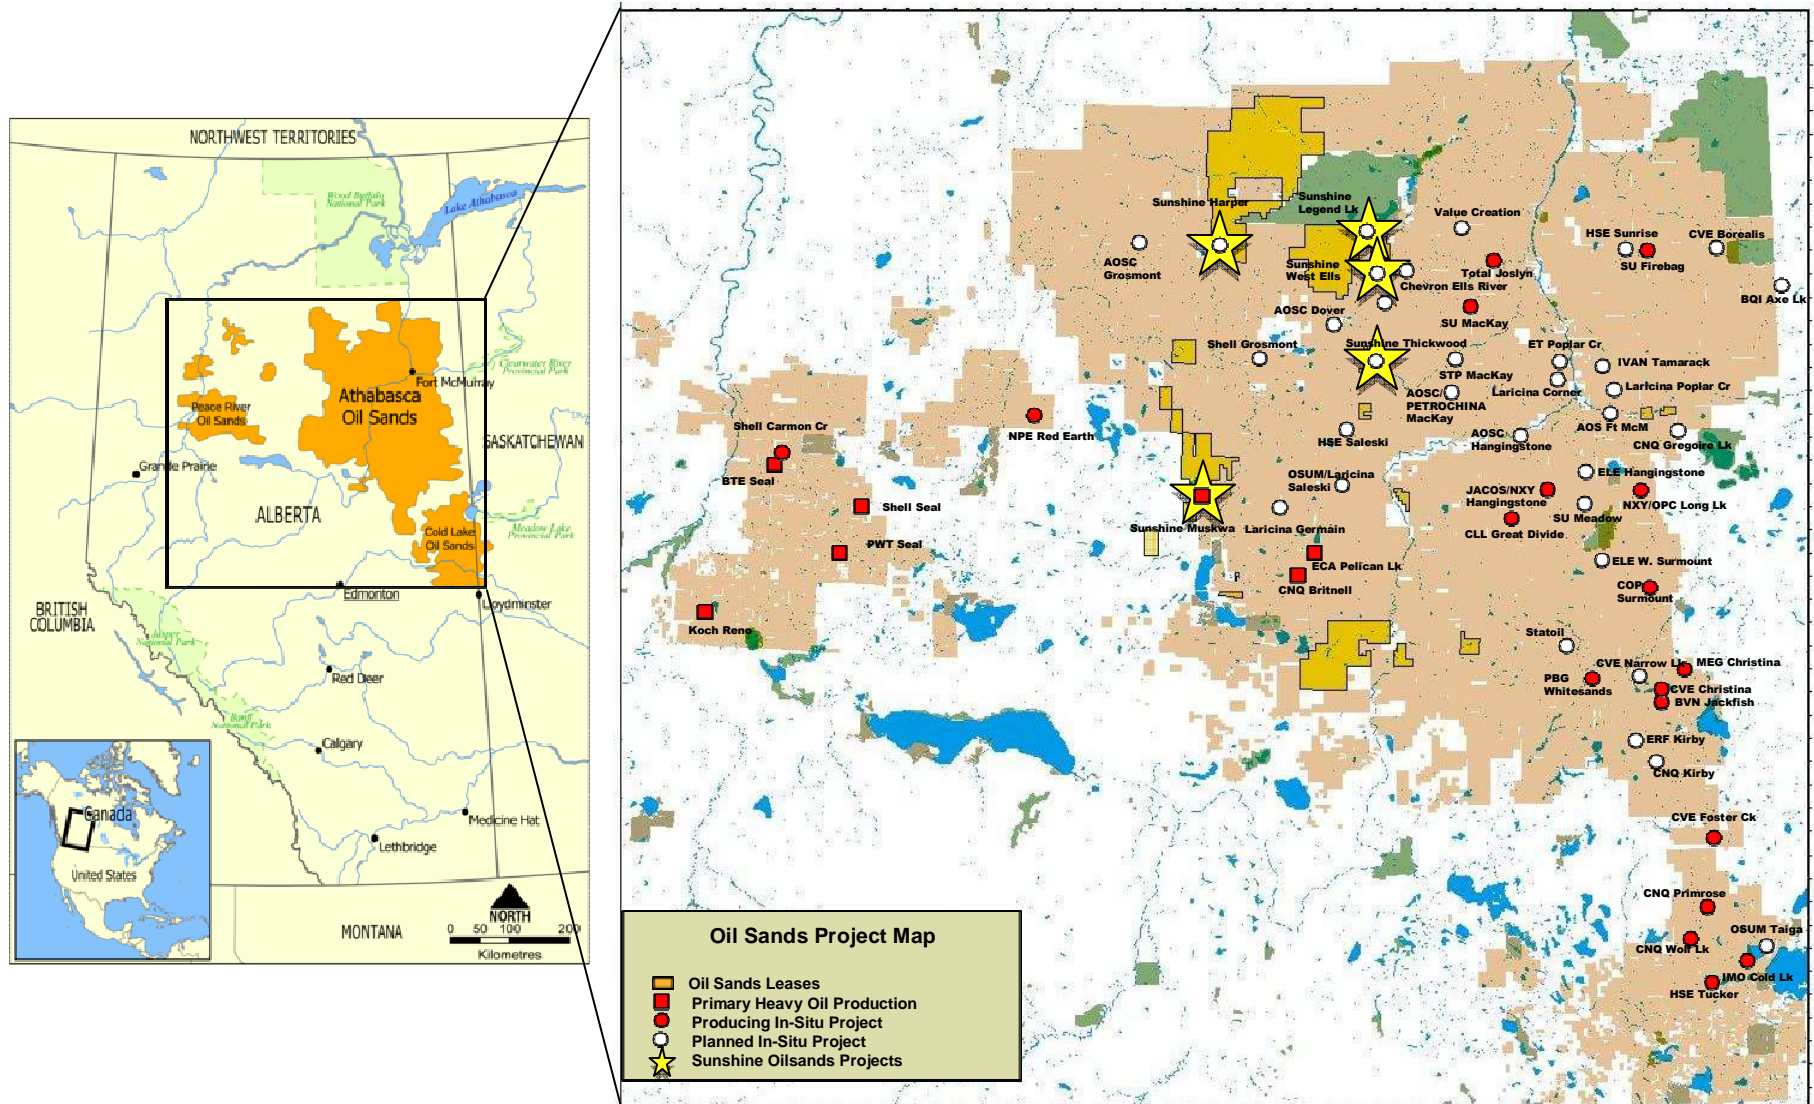 NORTHWEST TERRITORIES
Wood Buffalo
National Park
Lake Athabasca
Clearwater River
Provincial Park
Fort McMurray
Athabasca
Oil Sands
Peace River
Oil Sands
SASKATCHEWAN
Grande Prairie
ALBERTA
Cold Lake
Oil Sands
Meadow Lake
Provincial Park
Edmonton
Lloydminster
BRITISH
COLUMBIA
Jasper
National Park
Red Deer
Banff
National Park
Calgary
Medicine Hat
Lethbridge
Canada
United States
MONTANA
NORTH
0 50 100 200
Kilometres
Sunshine Harper
Sunshine
Legend Lk
Value Creation
HSE Sunrise
CVE Borealis
AOSC
Grosmont
Sunshine
West Ells
Total Joslyn
SU Firebag
Chevron Ells River
BQI Axe Lk
AOSC Dover
SU MacKay
Shell Grosmont
Sunshine Thickwood
ET Poplar Cr
IVAN Tamarack
STP MacKay
Laricina Corner
Laricina Poplar Cr
AOSC/
PETROCHINA
MacKay
AOS Ft McM
Shell Carmon Cr
NPE Red Earth
HSE Saleski
AOSC
Hangingstone
CNQ Gregoire Lk
BTE Seal
OSUM/Laricina
Saleski
ELE Hangingstone
Shell Seal
JACOS/NXY
Hangingstone
NXY/OPC Long Lk
SU Meadow
Sunshine Muskwa
Laricina Germain
CLL Great Divide
PWT Seal
ECA Pelican Lk
ELE W. Surmount
CNQ Britnell
COP
Surmount
Koch Reno
Statoil
CVE Narrow Lk
MEG Christina
PBG
Whitesands
CVE Christina
BVN Jackfish
ERF Kirby
CNQ Kirby
CVE Foster Ck
CNQ Primrose
OSUM Taiga
CNQ Wolf Lk
IMO Cold Lk
HSE Tucker
Oil Sands Project Map
Oil Sands Leases
Primary Heavy Oil Production
Producing In-Situ Project
Planned In-Situ Project
Sunshine Oilsands Projects